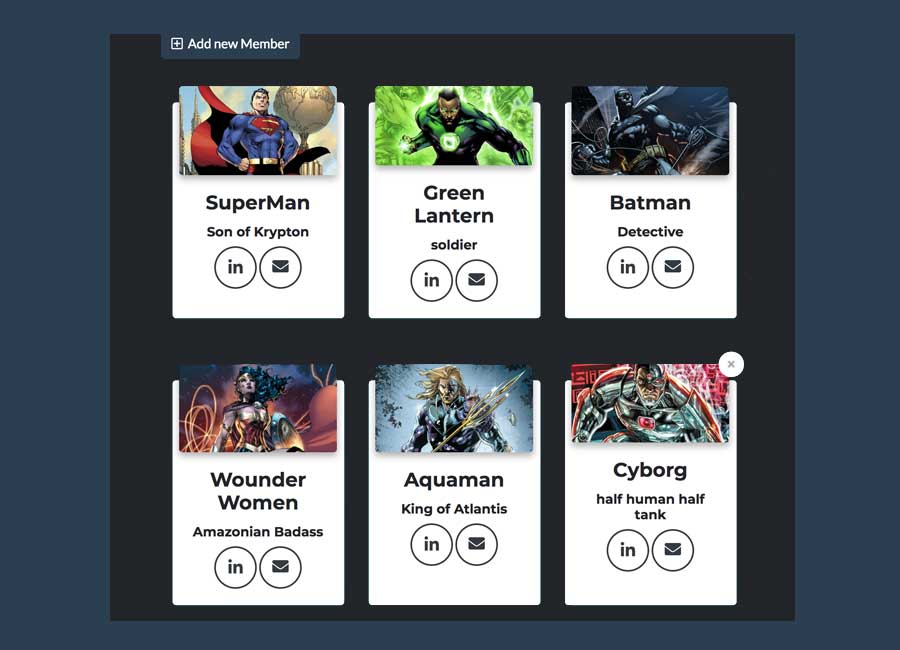 Add new Member
SuperMan
Son of Krypton
in
Green
Lantern
soldier
in
Batman
Detective
in
Wounder
Women
Amazonian Badass
in
Aquaman
King of Atlantis
in
Cyborg
half human half
tank
in